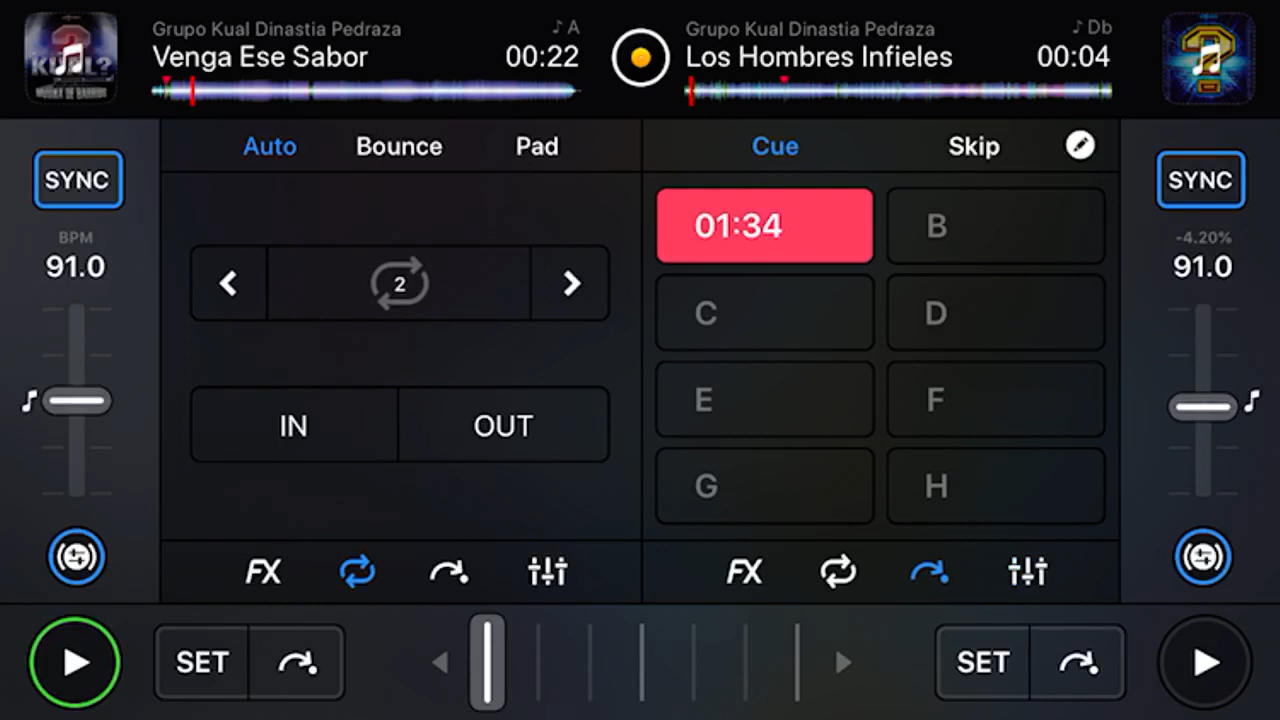 Grupo Kual Dinastia Pedraza
♪ A
Venga Ese Sabor
00:22
Grupo Kual Dinastia Pedraza
♪ Db
Los Hombres Infieles
00:04
Auto Bounce Pad
Cue Skip
SYNC
BPM
91.0
2
IN OUT
01:34 B
C D
E F
G H
SYNC
-4.20%
91.0
FX
FX
SET
SET